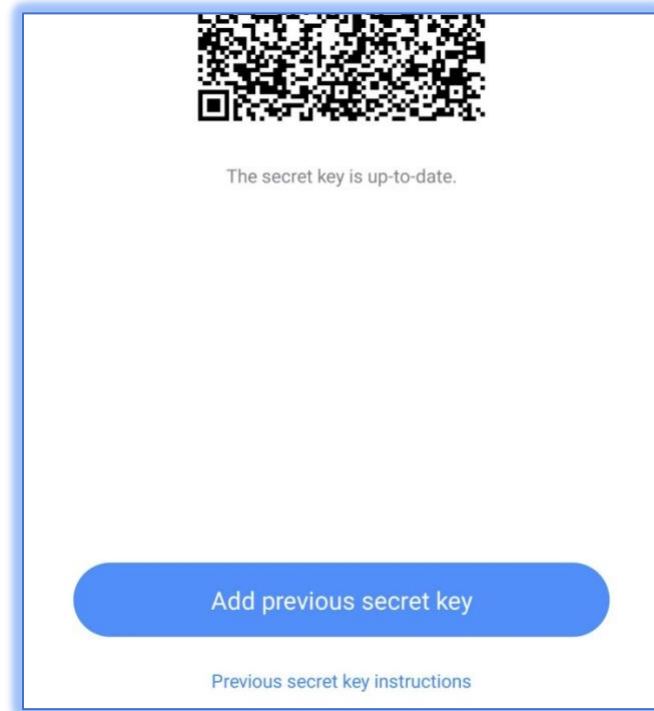 The secret key is up-to-date.
Add previous secret key
Previous secret key instructions